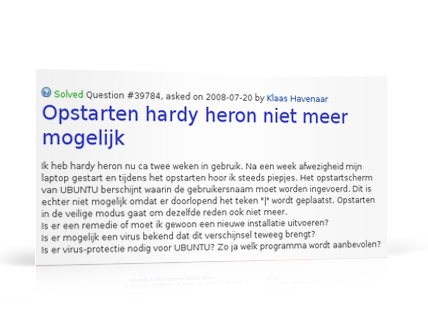 Solved Question #39784, asked on 2008-07-20 by Klaas Havenaar
Opstarten hardy heron niet meer
mogelijk
Ik heb hardy heron nu ca twee weken in gebruik. Na een week afwezigheid mijn
laptop gestart en tijdens het opstarten hoor ik steeds piepjes. Het opstartscherm
van UBUNTU berschijnt waarin de gebruikersnaam moet worden ingevoerd. Dit is
echter niet mogelijk omdat er doorlopend het teken "|" wordt geplaatst. Opstarten
in de veilige modus gaat om dezelfde reden ook niet meer.
Is er een remedie of moet ik gewoon een nieuwe installatie uitvoeren?
Is er mogelijk een virus bekend dat dit verschijnsel teweeg brengt?
Is er virus-protectie nodig voor UBUNTU? Zo ja welk programma wordt aanbevolen?